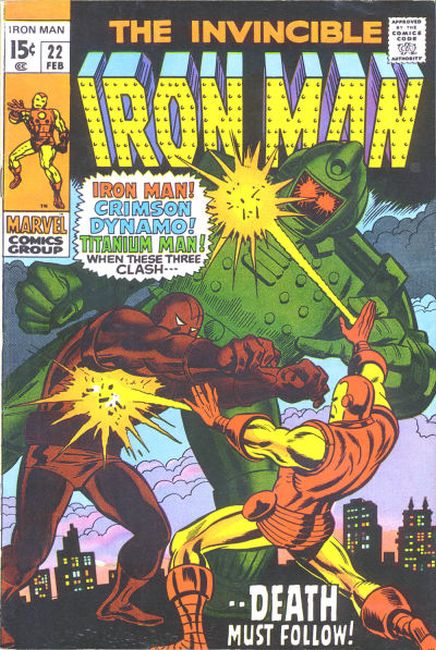 IRON MAN
15¢
CC
22
FEB
THE INVINCIBLE
IRON MAN
APPROVED
BY THE
COMICS
CODE
AUTHORITY
MARVEL
COMICS
GROUP
IRON MAN!
CRIMSON
DYNAMO!
TITANIUM MAN!
WHEN THESE THREE
CLASH---
--DEATH
MUST FOLLOW!